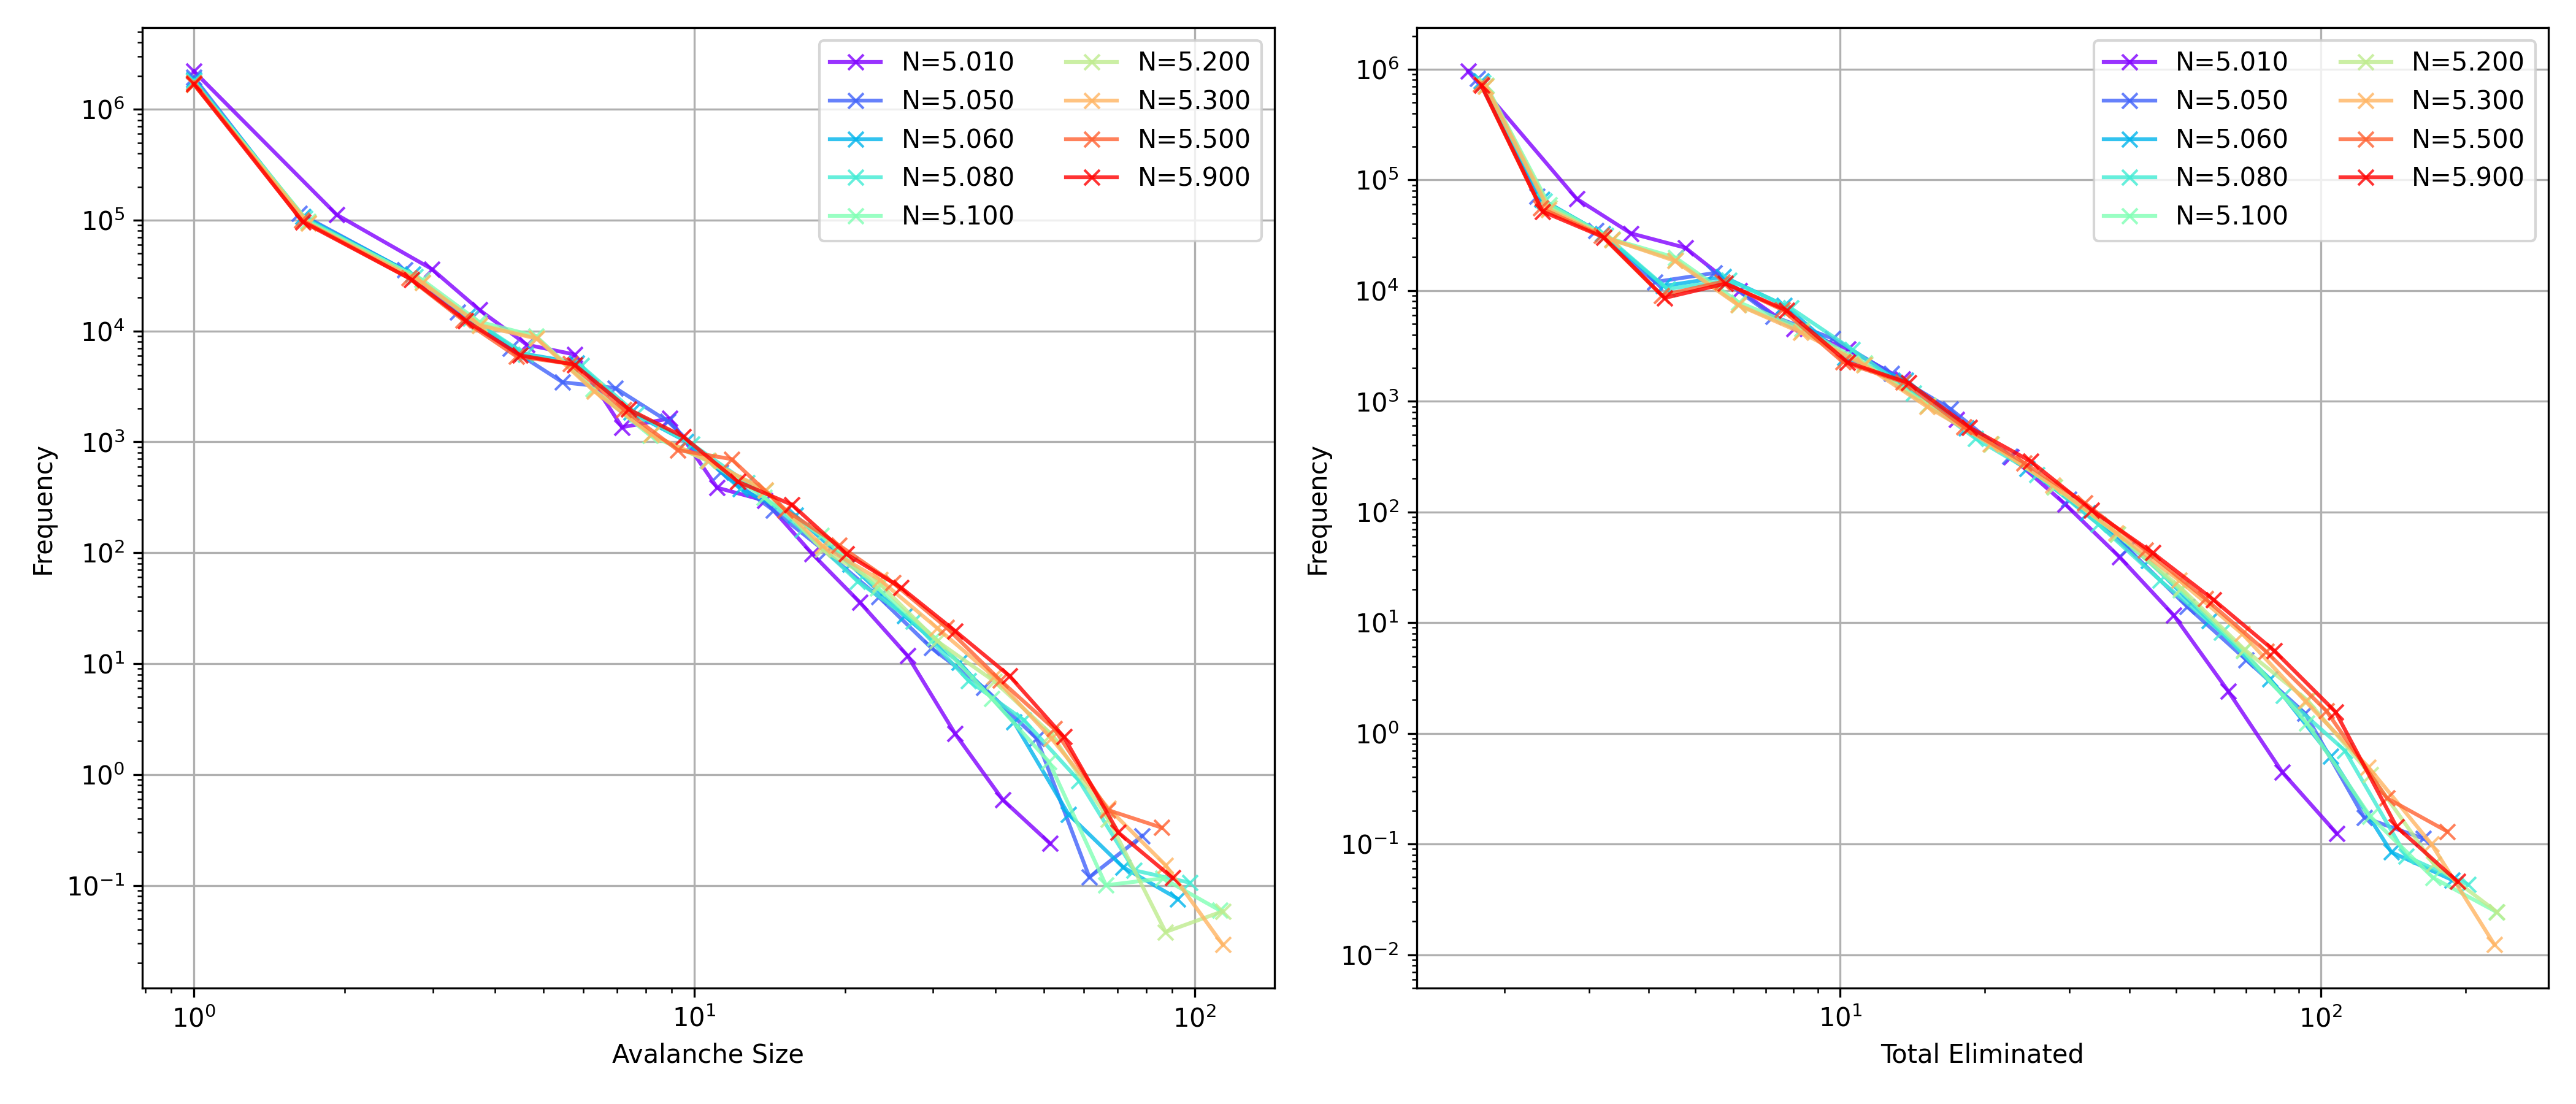 10^6
10^5
10^4
10^3
10^2
10^1
10^0
10^-1
Frequency
10^0
10^1
10^2
Avalanche Size
N=5.010
N=5.050
N=5.060
N=5.080
N=5.100
N=5.200
N=5.300
N=5.500
N=5.900
10^6
10^5
10^4
10^3
10^2
10^1
10^0
10^-1
10^-2
Frequency
10^1
10^2
Total Eliminated
N=5.010
N=5.050
N=5.060
N=5.080
N=5.100
N=5.200
N=5.300
N=5.500
N=5.900